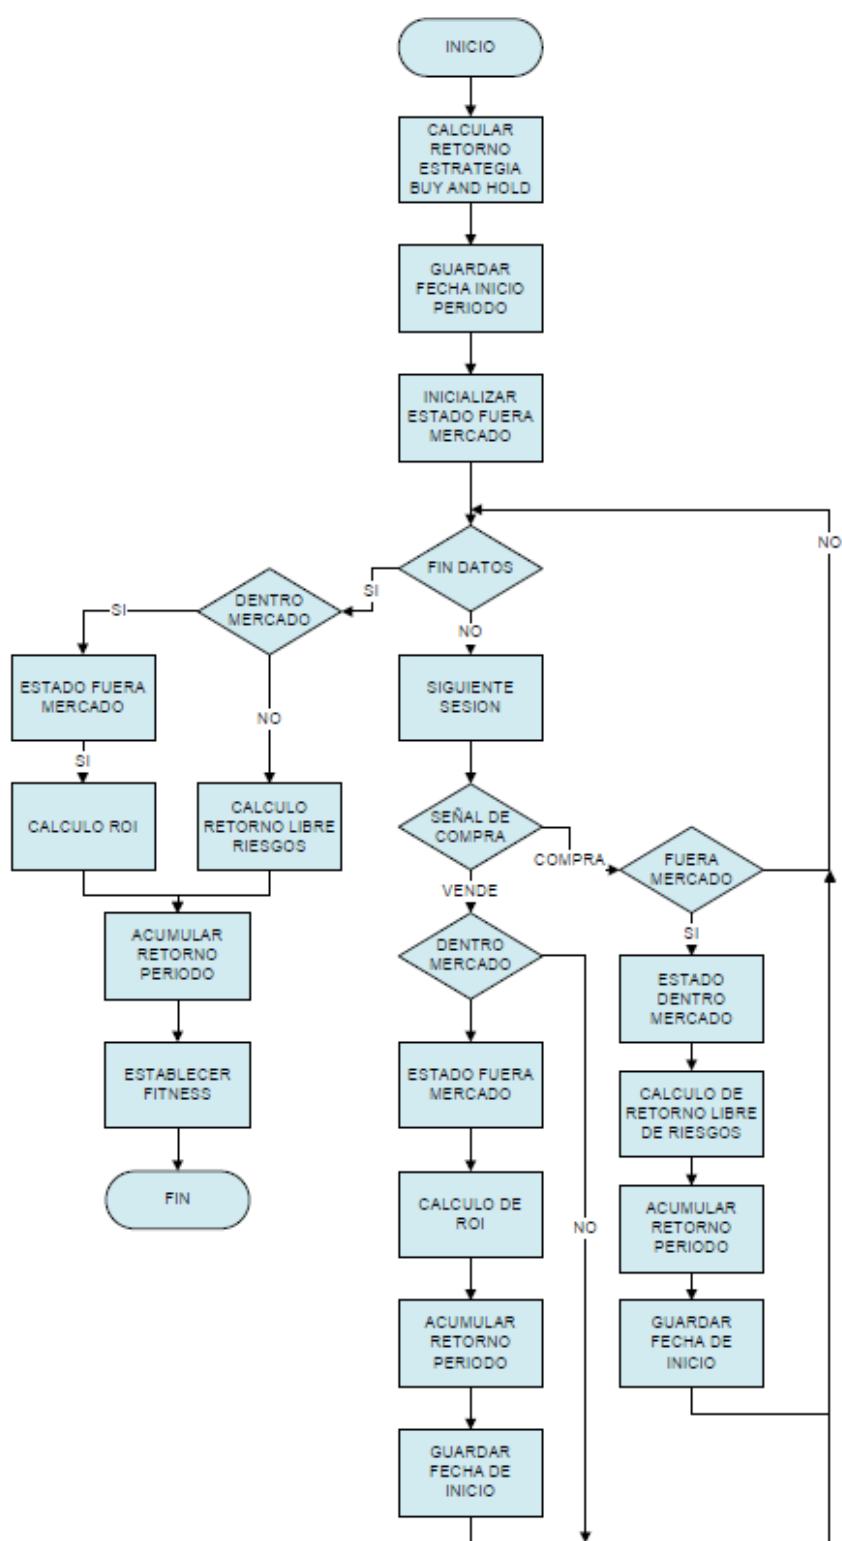 INICIO
CALCULAR
RETORNO
ESTRATEGIA
BUY AND HOLD
GUARDAR
FECHA INICIO
PERIODO
INICIALIZAR
ESTADO FUERA
MERCADO
FIN DATOS
NO
SI
DENTRO
MERCADO
SI
NO
ESTADO FUERA
MERCADO
SI
NO
CALCULO ROI
CALCULO
RETORNO LIBRE
RIESGOS
ACUMULAR
RETORNO
PERIODO
ESTABLECER
FITNESS
FIN
SIGUIENTE
SESION
SEÑAL DE
COMPRA
COMPRA
VENDE
DENTRO
MERCADO
ESTADO FUERA
MERCADO
CALCULO DE
ROI
NO
ACUMULAR
RETORNO
PERIODO
GUARDAR
FECHA DE
INICIO
FUERA
MERCADO
SI
ESTADO
DENTRO
MERCADO
CALCULO DE
RETORNO LIBRE
DE RIESGOS
ACUMULAR
RETORNO
PERIODO
GUARDAR
FECHA DE
INICIO